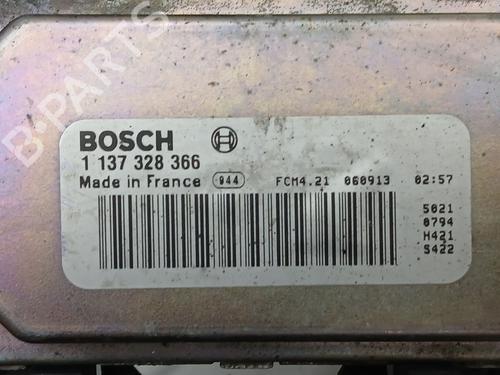 BOSCH
1 137 328 366
Made in France 944 FCM4.21 060913 02:57
5021
0794
H421
S422
B-PARTS